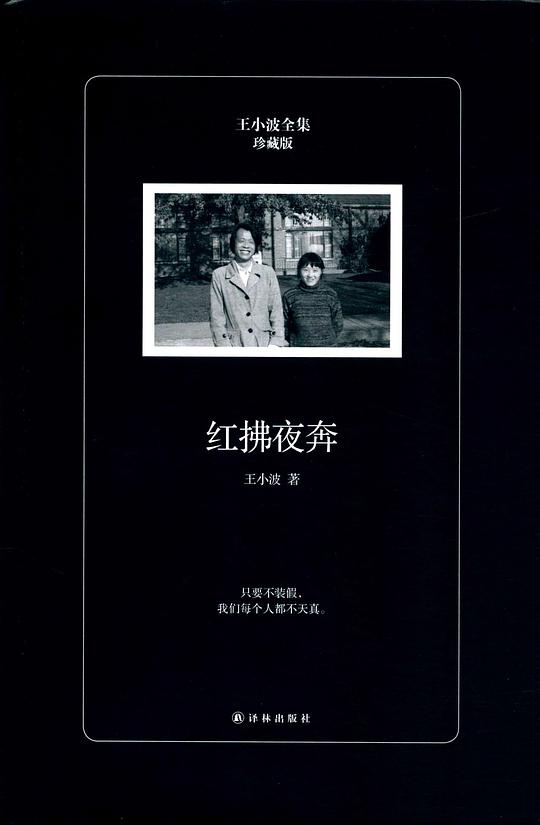 王小波全集
珍藏版
红拂夜奔
王小波 著
只要不装假，
我们每个人都不天真。
译林出版社